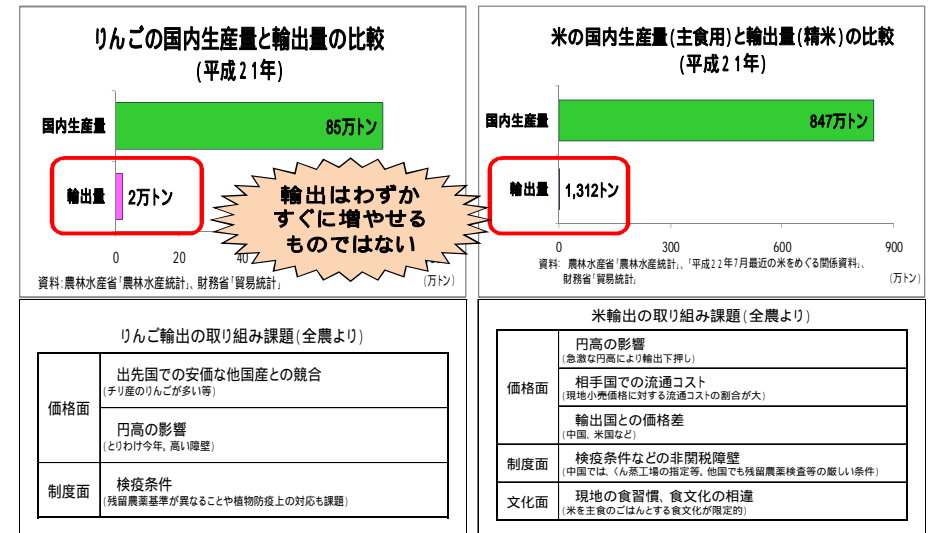 りんごの国内生産量と輸出量の比較
(平成21年)
国内生産量
85万トン
輸出量
2万トン
0
20
40
(万トン)
資料:農林水産省「農林水産統計」、財務省「貿易統計」
輸出はわずか
すぐに増やせる
ものではない
米の国内生産量(主食用)と輸出量(精米)の比較
(平成21年)
国内生産量
847万トン
輸出量
1,312トン
0
300
600
900
資料: 農林水産省「農林水産統計」、「平成22年7月最近の米をめぐる関係資料」、
財務省「貿易統計」
(万トン)
りんご輸出の取り組み課題(全農より)
価格面
出先国での安価な他国産との競合
(チリ産のりんごが多い等)
円高の影響
(とりわけ今年。高い障壁)
制度面
検疫条件
(残留農薬基準が異なることや植物防疫上の対応も課題)
米輸出の取り組み課題(全農より)
価格面
円高の影響
(急激な円高により輸出下押し)
相手国での流通コスト
(現地小売価格に対する流通コストの割合が大)
輸出国との価格差
(中国、米国など)
制度面
検疫条件などの非関税障壁
(中国では、くん蒸工場の指定等。他国でも残留農薬検査等の厳しい条件)
文化面
現地の食習慣、食文化の相違
(米を主食のごはんとする食文化が限定的)